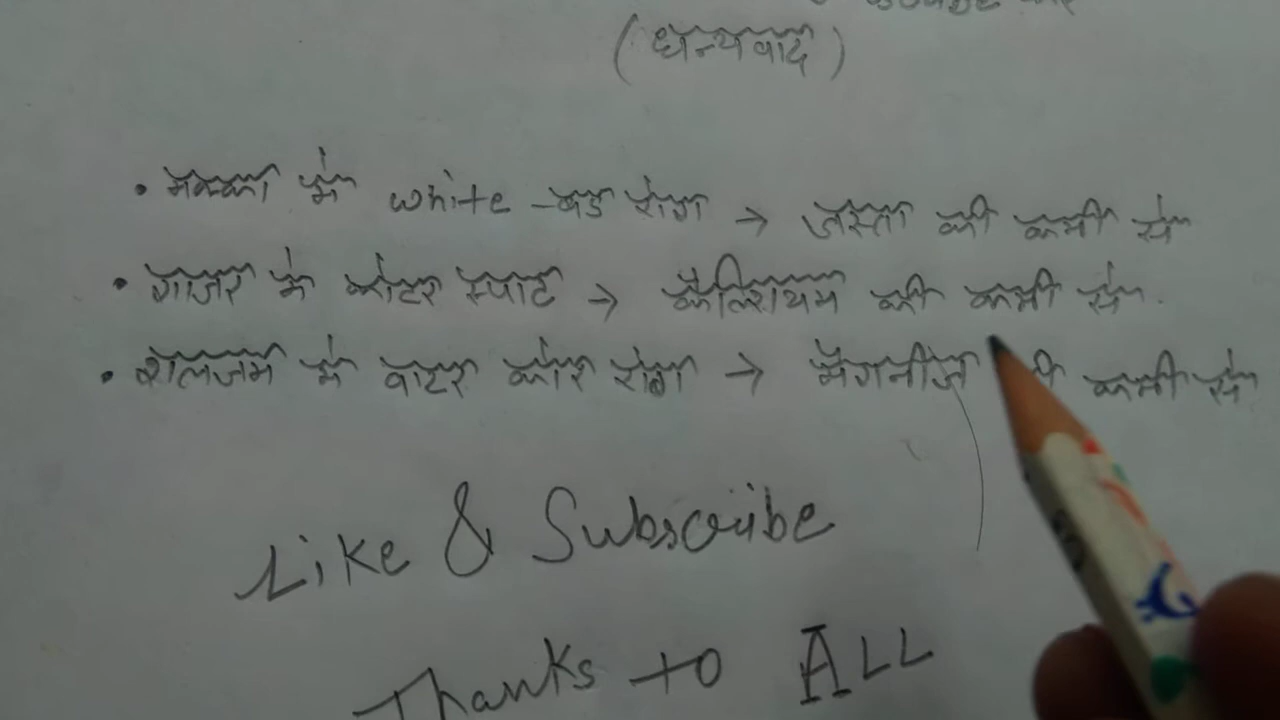 (धन्यवाद)
• मक्का में white-बड रोग → जस्ता की कमी से
• गाजर में केविटी स्पाट → कैल्शियम की कमी से
• शलजम में वाटर कोर रोग → मैगनीज की कमी से
Like & Subscribe
Thanks to ALL